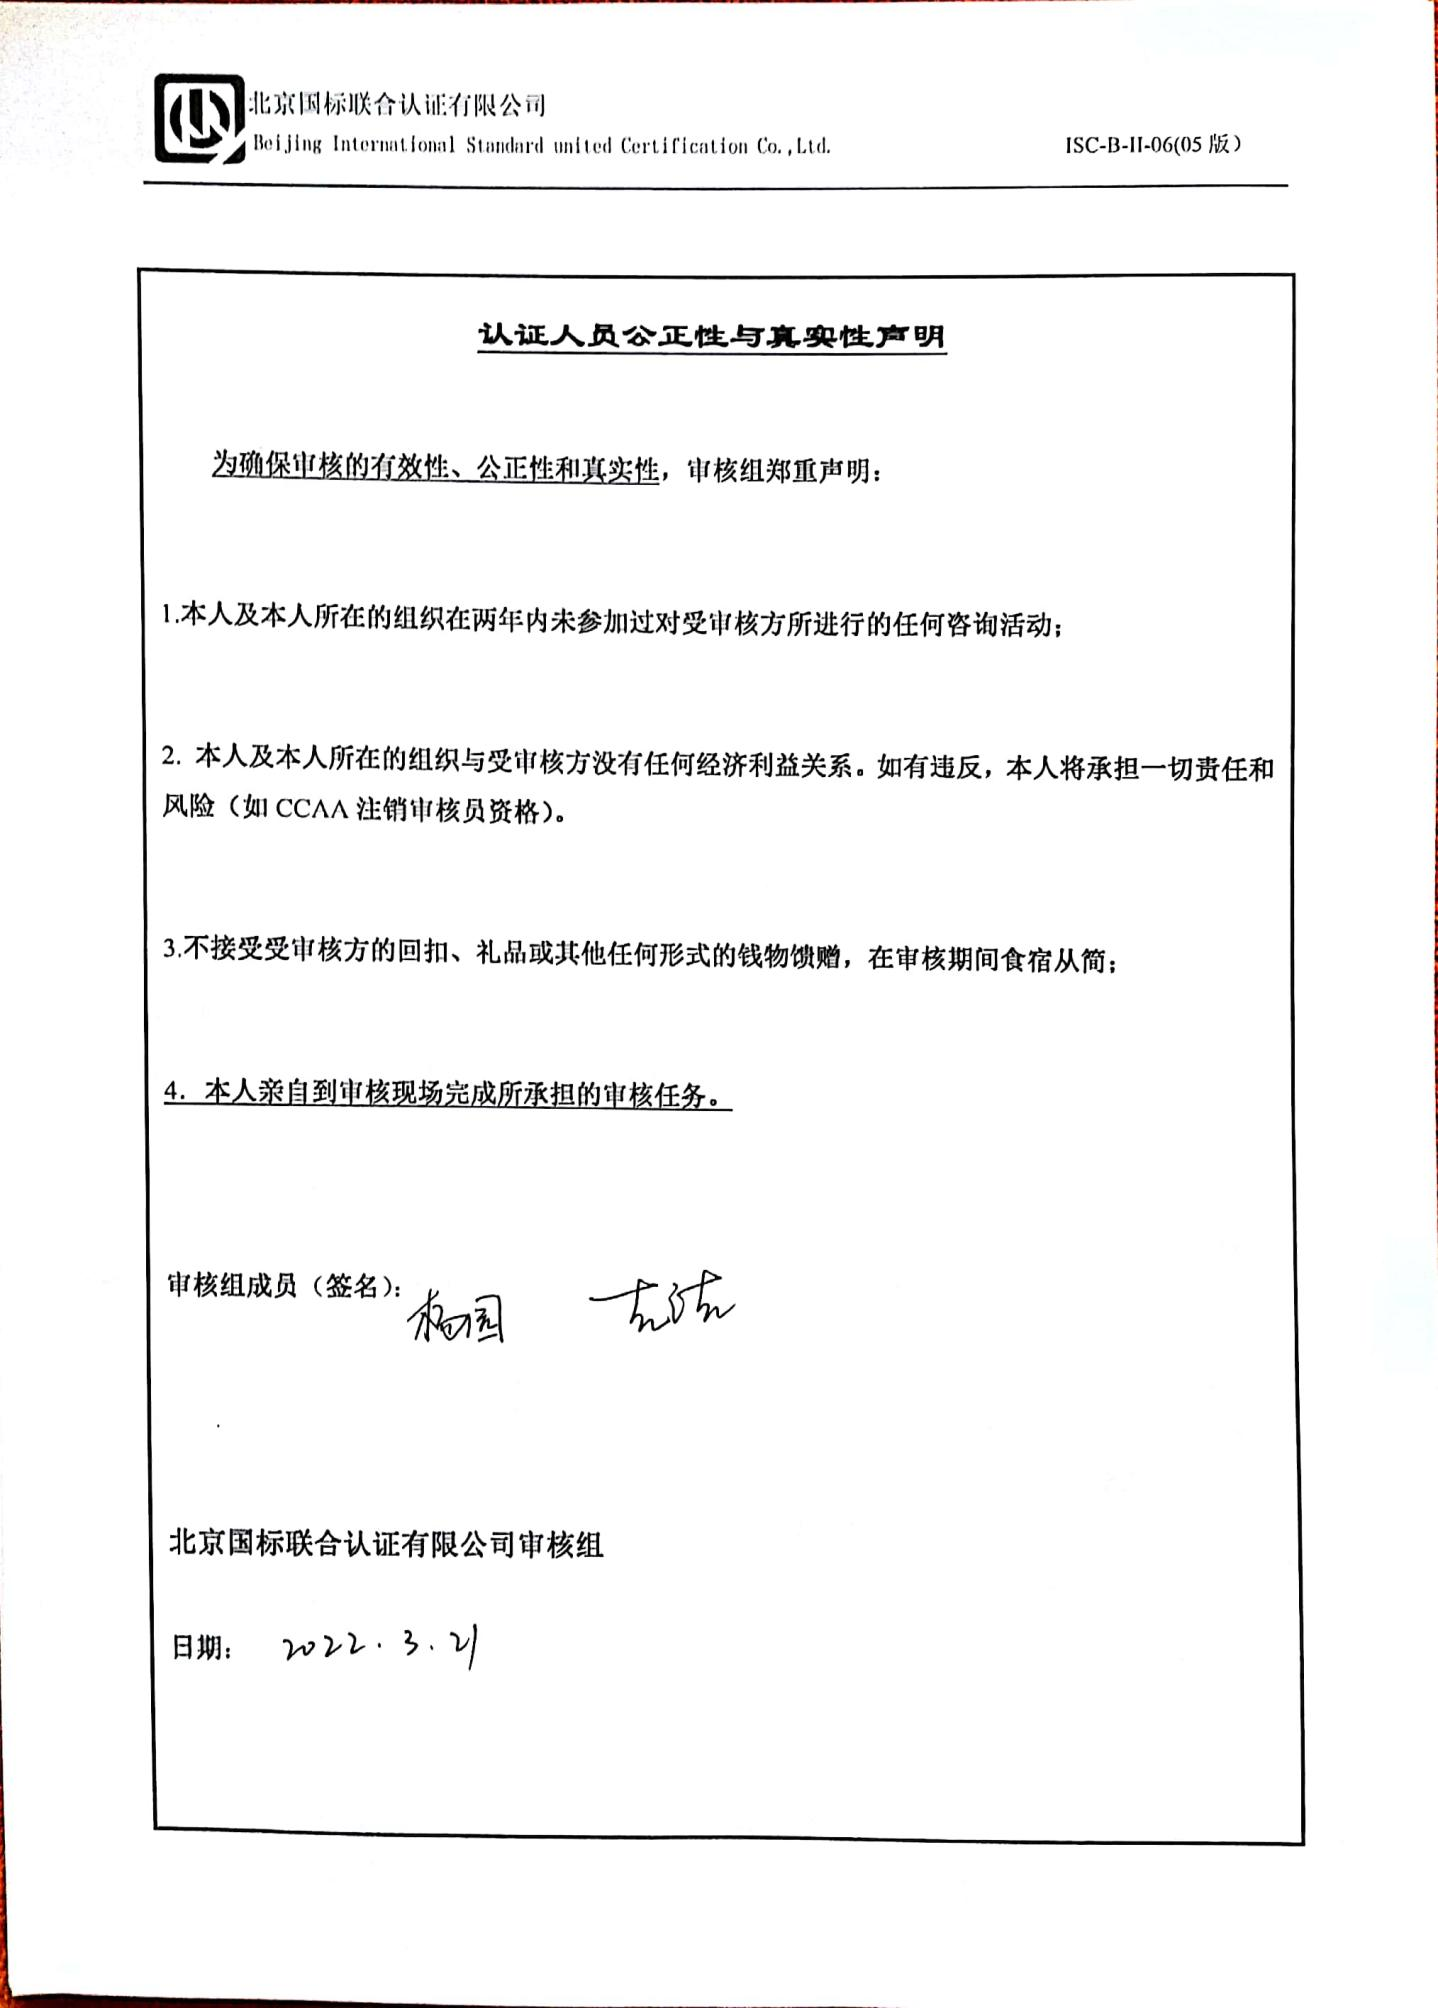 北京国标联合认证有限公司
Beijing International Standard united Certification Co.,Ltd.
ISC-B-II-06(05 版）
认证人员公正性与真实性声明
为确保审核的有效性、公正性和真实性，审核组郑重声明：
1.本人及本人所在的组织在两年内未参加过对受审核方所进行的任何咨询活动；
2. 本人及本人所在的组织与受审核方没有任何经济利益关系。如有违反，本人将承担一切责任和
风险（如 CCAA 注销审核员资格）。
3.不接受受审核方的回扣、礼品或其他任何形式的钱物馈赠，在审核期间食宿从简；
4. 本人亲自到审核现场完成所承担的审核任务。
审核组成员（签名）：杨园
北京国标联合认证有限公司审核组
日期： 2022.3.21